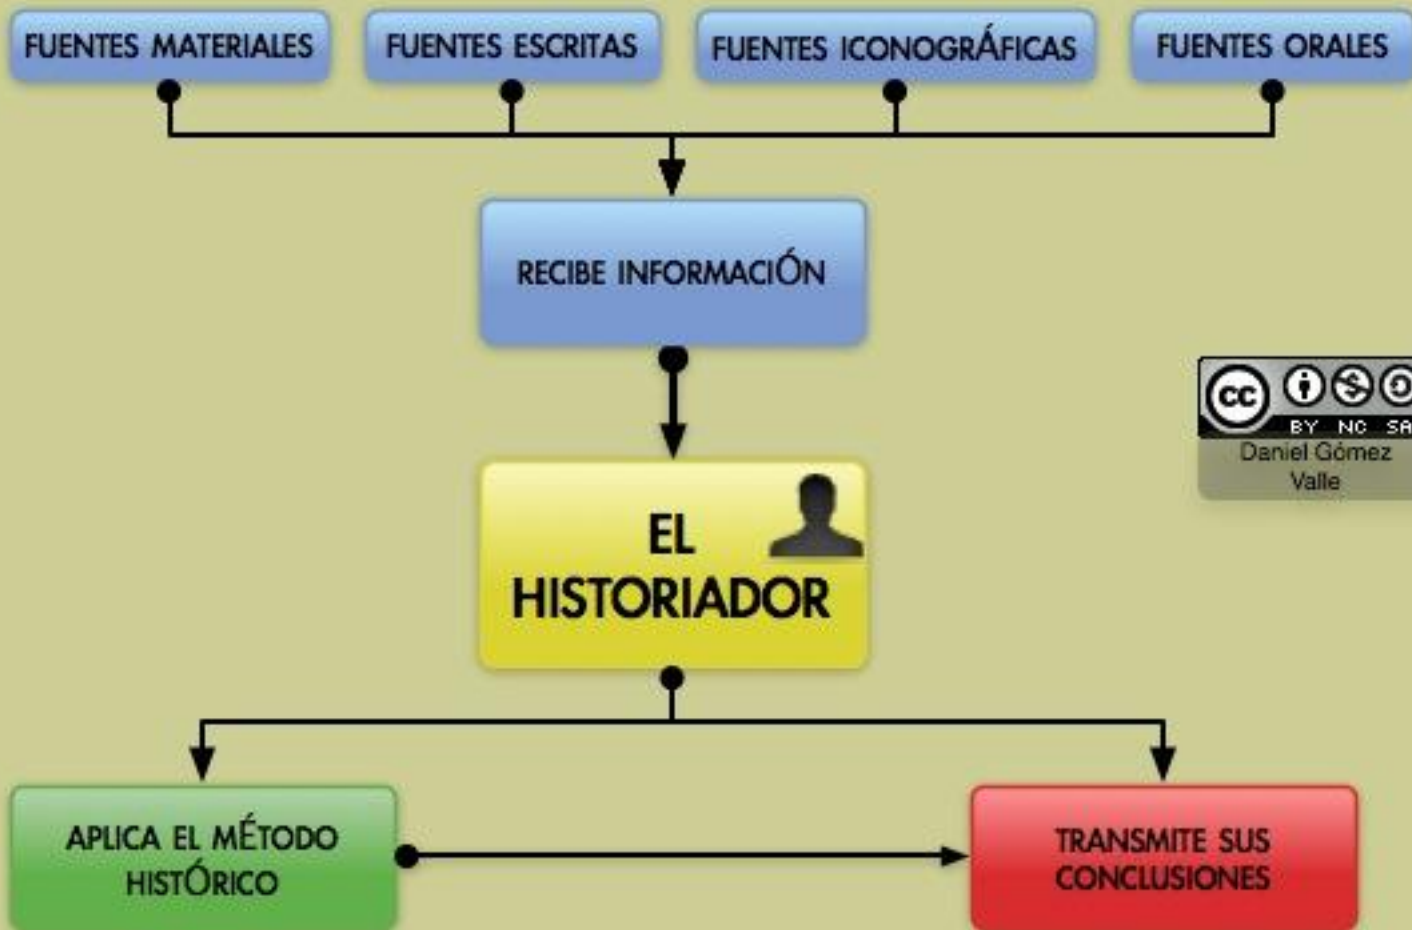 FUENTES MATERIALES
FUENTES ESCRITAS
FUENTES ICONOGRÁFICAS
FUENTES ORALES
RECIBE INFORMACIÓN
CC
BY NC SA
Daniel Gómez
Valle
EL
HISTORIADOR
APLICA EL MÉTODO
HISTÓRICO
TRANSMITE SUS
CONCLUSIONES